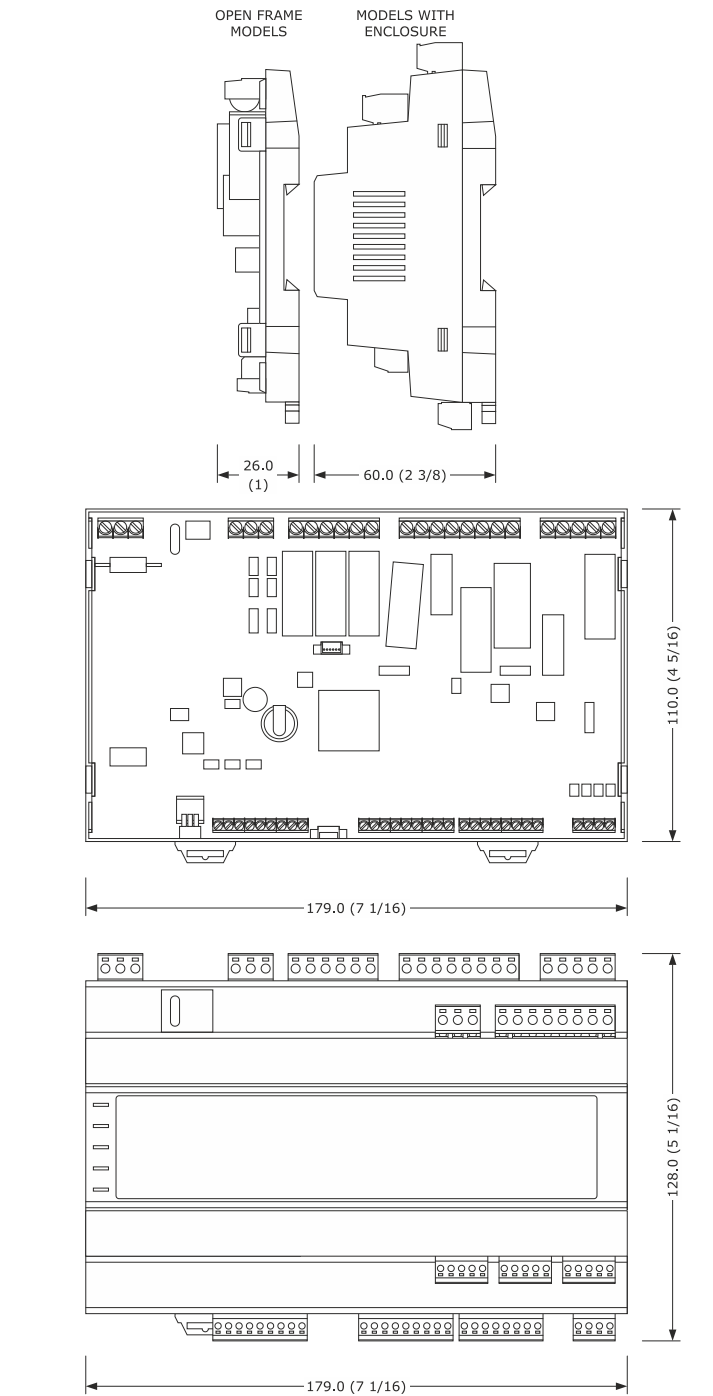 OPEN FRAME
MODELS
MODELS WITH
ENCLOSURE
26.0
(1)
60.0 (2 3/8)
110.0 (4 5/16)
179.0 (7 1/16)
128.0 (5 1/16)
179.0 (7 1/16)